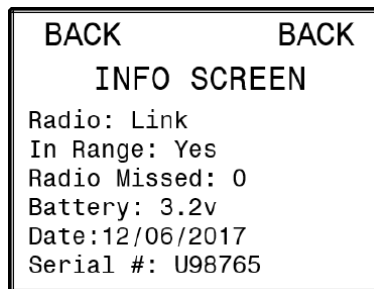 BACK BACK
INFO SCREEN
Radio: Link
In Range: Yes
Radio Missed: 0
Battery: 3.2v
Date:12/06/2017
Serial #: U98765